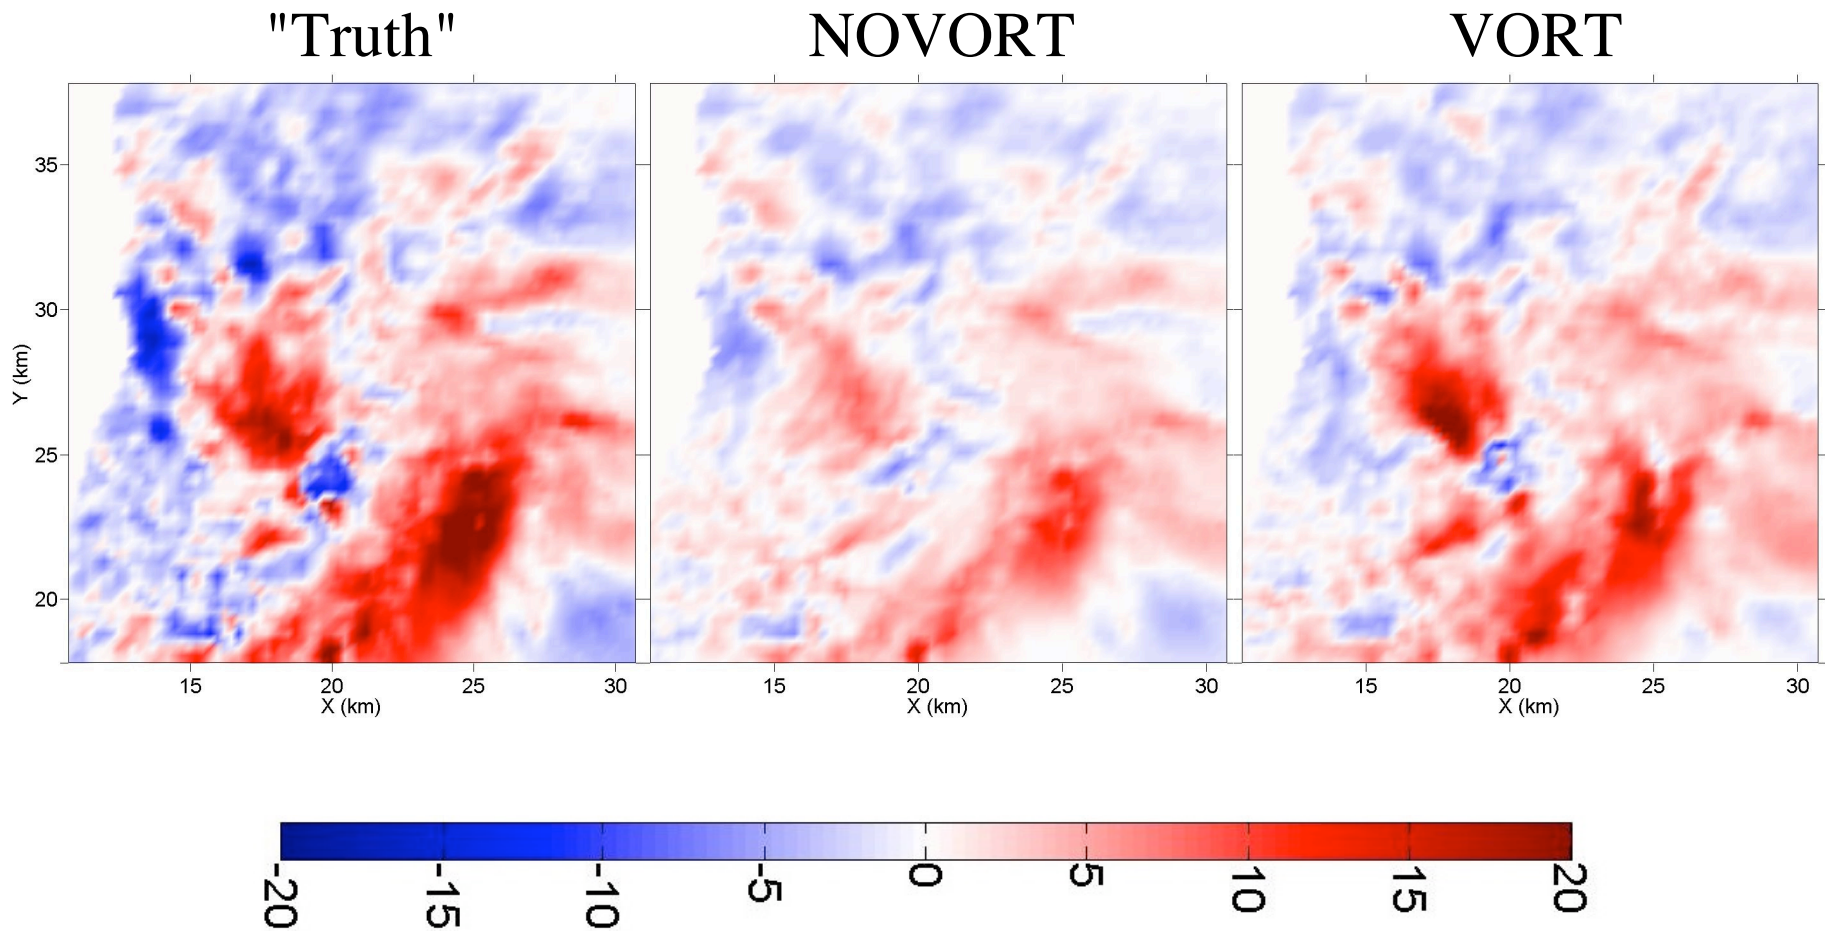 "Truth" NOVORT VORT
35
30
25
20
Y (km)
15 20 25 30 15 20 25 30 15 20 25 30
X (km) X (km) X (km)
-20 -15 -10 -5 0 5 10 15 20